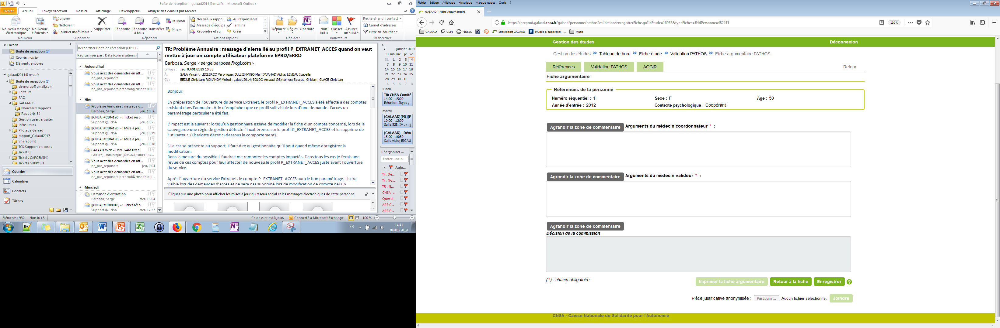 Boîte de réception - galaad2014@cnsa.fr - Microsoft Outlook
Fichier Accueil Envoyer/recevoir Dossier Affichage Développeur Analyse des e-mails par McAfee
Nouveau message électronique
Nouveaux éléments
Nouveau
Ignorer
Nettoyer
Courrier indésirable
Supprimer
Supprimer
Répondre
Répondre à tous
Transférer
Réunion
Plus
Répondre
Nouveaux rappo...
Message d'équipe
Répondre et su...
Au responsable
Terminé
Créer
Actions rapides
Déplacer
Règles
OneNote
Déplacer
Non lu/Lu
Classer
Assurer un suivi
Indicateurs
Rechercher un contact
Carnet d'adresses
Filtre de courrier
Rechercher
Favoris
Boîte de réception (3)
Courrier non lu
Éléments envoyés
galaad2014@cnsa.fr
Boîte de réception (3)
devnorus@gmail.com
Editeurs
FAQ
GALAAD BI
Nouveaux rapports
Rapports BI
Gestion users à traiter
Infos utiles
Pilotage Galaad
rapport_Galaad2017
Sharepoint
TCK Support en cours
Ticket BI
Tickets CAPGEMINI
Tickets SUPPORT
Courrier
Calendrier
Contacts
Tâches
Rechercher Boîte de réception (Ctrl+E)
Réorganiser par : Date (conversations)
Aujourd'hui
Vous avez des demandes en att...
ne_pas_repondre 00:05
Vous avez des demandes en att...
ne_pas_repondre.preprod@cnsa.fr 00:02
Hier
Problème Annuaire : message d...
Barbosa, Serge jeu. 10:36
[[CNSA] #0104190] - : Ticket réso...
Support @CNSA jeu. 10:25
[[CNSA] #0104190] - : Mise à jou...
Support @CNSA jeu. 10:19
[[CNSA] #0104190] - : Mise à jou...
Support @CNSA jeu. 10:18
GALAAD Web - Date GAM fixée
PAILLEY, Dominique (ARS-NA/DIRECTIO...
Vous avez des demandes en att...
ne_pas_repondre jeu. 0:04
Vous avez des demandes en att...
ne_pas_repondre.preprod@cnsa.fr jeu....
Mercredi
Demande d'extraction
Barbosa, Serge mer. 18:04
[[CNSA] #0108018] - : Ticket réso...
Support @CNSA mer. 17:57
TR: Problème Annuaire : message d'alerte lié au profil P_EXTRANET_ACCES quand on veut
mettre à jour un compte utilisateur plateforme EPRD/ERRD
Barbosa, Serge <serge.barbosa@cgi.com>
Envoyé : jeu. 03/01/2019 10:35
À : SALA Vincent; LECLERCQ Véronique; JULLIEN-NGO Mai; IMJAHAD Aïcha; LEVEAU Isabelle
Cc : BEDUE Christian; ROKANOV Metodi; galaad2014; SOLDO Arnaud @Externes; Sessou, Ghislain; GLACE Christian
Bonjour,
En préparation de l'ouverture du service Extranet, le profil P_EXTRANET_ACCES a été affecté a des comptes
existant dans l'annuaire. Afin d'empêcher que ce profil soit visible lors d'une demande d'accès un
paramétrage particulier a été fait.
L'impact est le suivant : lorsqu'un gestionnaire essaye de modifier la fiche d'un compte concerné, lors de la
sauvegarde une règle de gestion détecte l'incohérence sur le profil P_EXTRANET_ACCES et le supprime de
l'utilisateur. (Charlotte décrit ci-dessous le comportement).
Si le cas se présente au support, il faut dire au gestionnaire qu'il peut quand même enregistrer la
modification.
Dans la mesure du possible il faudrait me remonter les comptes impactés. Dans tous les cas je ferais une
revue de ces comptes pour leur affecter de nouveau le profil P_EXTRANET_ACCES juste avant l'ouverture
du service.
Après l'ouverture du service Extranet, le compte P_EXTRANET_ACCES aura le bon paramétrage. Il sera
visible lors des demandes d'accès et ne sera pas supprimé lors de modification de compte par un
Cliquez sur une photo pour afficher les mises à jour du réseau social et les messages électroniques de cette personne.
janvier 2019
lu ma me je ve
31 1 2 3 4
7 8 9 10 11
14 15 16 17 18
21 22 23 24 25
28 29 30 31 1
4 5 6 7 8
lundi
TR: CNSA Comité
14:00 - 15:00
Réunion Skype
mardi
[GALAAD][PIL][P
10:00 - 12:00
Salle 528; IM
[GALAAD] - Dém
15:00 - 16:30
Salle visio; BIGAU
Réorganiser ...
Entrez une n...
Aujo...
Tr : De...
Tr : No...
TR : N...
CNSA -...
Questi...
ARS C...
ARS C...
Éléments : 932 Non lu : 3
Ce dossier est à jour. Connecté à Microsoft Exchange 100 %
FR 14:41
04/01/2019
Fichier Édition Affichage Historique Marque-pages Outils ?
GALAAD - Fiche Argumentaire
https://preprod.galaad.cnsa.fr/galaad/personne/pathos/validation/enregistrerFiche.go?idEtude=16932&typeFiches=&idPersonne=482445 110%
GALAAD GLPI FINESS Sharepoint GALAAD etudes-a-supprimer--... Music
Gestion des études Déconnexion
Gestion des études Tableau de bord Fiche étude Validation PATHOS Fiche argumentaire PATHOS
Références Validation PATHOS AGGIR Retour
Fiche argumentaire
Références de la personne
Numéro séquentiel : 1 Sexe : F Âge : 50
Année d'entrée : 2012 Contexte psychologique : Coopérant
Agrandir la zone de commentaire Arguments du médecin coordonnateur * :
Agrandir la zone de commentaire Arguments du médecin valideur * :
Agrandir la zone de commentaire
Décision de la commission
(*) : champ obligatoire
Imprimer la fiche argumentaire Retour à la fiche Enregistrer ?
Pièce justificative anonymisée : Parcourir... Aucun fichier sélectionné. Joindre
CNSA - Caisse Nationale de Solidarité pour l'Autonomie